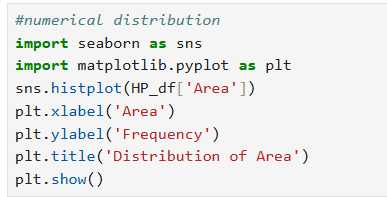 #numerical distribution
import seaborn as sns
import matplotlib.pyplot as plt
sns.histplot(HP_df['Area'])
plt.xlabel('Area')
plt.ylabel('Frequency')
plt.title('Distribution of Area')
plt.show()